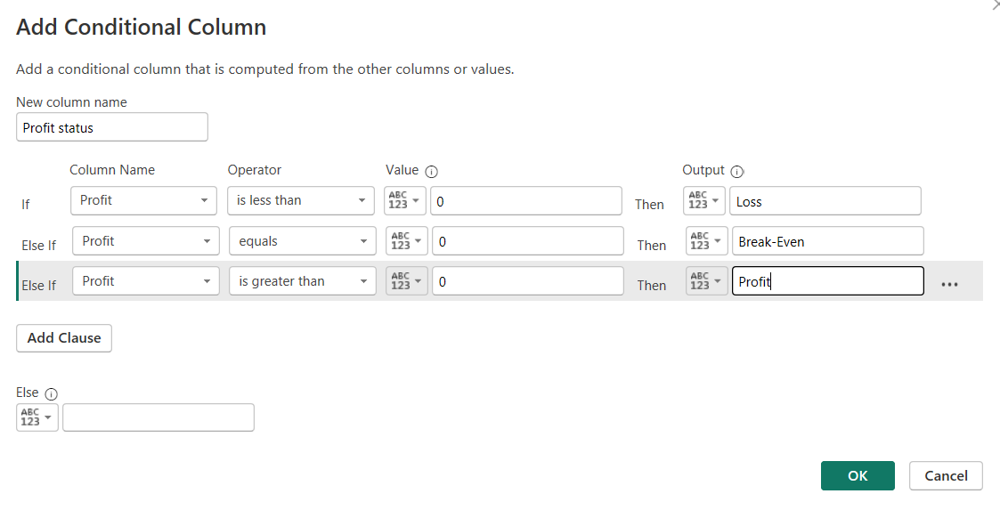 Add Conditional Column
Add a conditional column that is computed from the other columns or values.
New column name
Profit status
Column Name Operator Value Output
If Profit is less than ABC 123 0 Then ABC 123 Loss
Else If Profit equals ABC 123 0 Then ABC 123 Break-Even
Else If Profit is greater than ABC 123 0 Then ABC 123 Profit ...
Add Clause
Else
ABC 123
OK Cancel